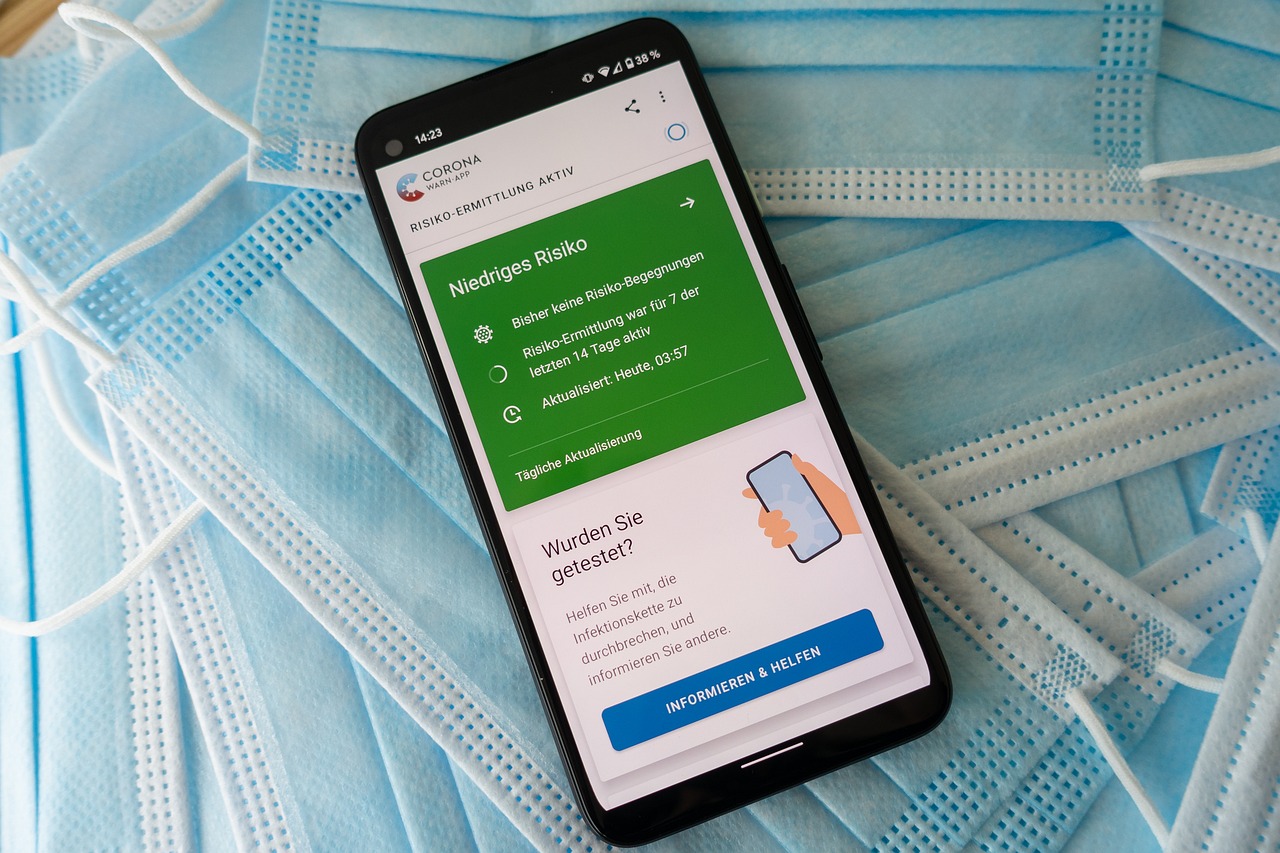 14:23
38 %
CORONA
WARN-APP
RISIKO-ERMITTLUNG AKTIV
Niedriges Risiko
Bisher keine Risiko-Begegnungen
Risiko-Ermittlung war für 7 der
letzten 14 Tage aktiv
Aktualisiert: Heute, 03:57
Tägliche Aktualisierung
Wurden Sie
getestet?
Helfen Sie mit, die
Infektionskette zu
durchbrechen, und
informieren Sie andere.
INFORMIEREN & HELFEN